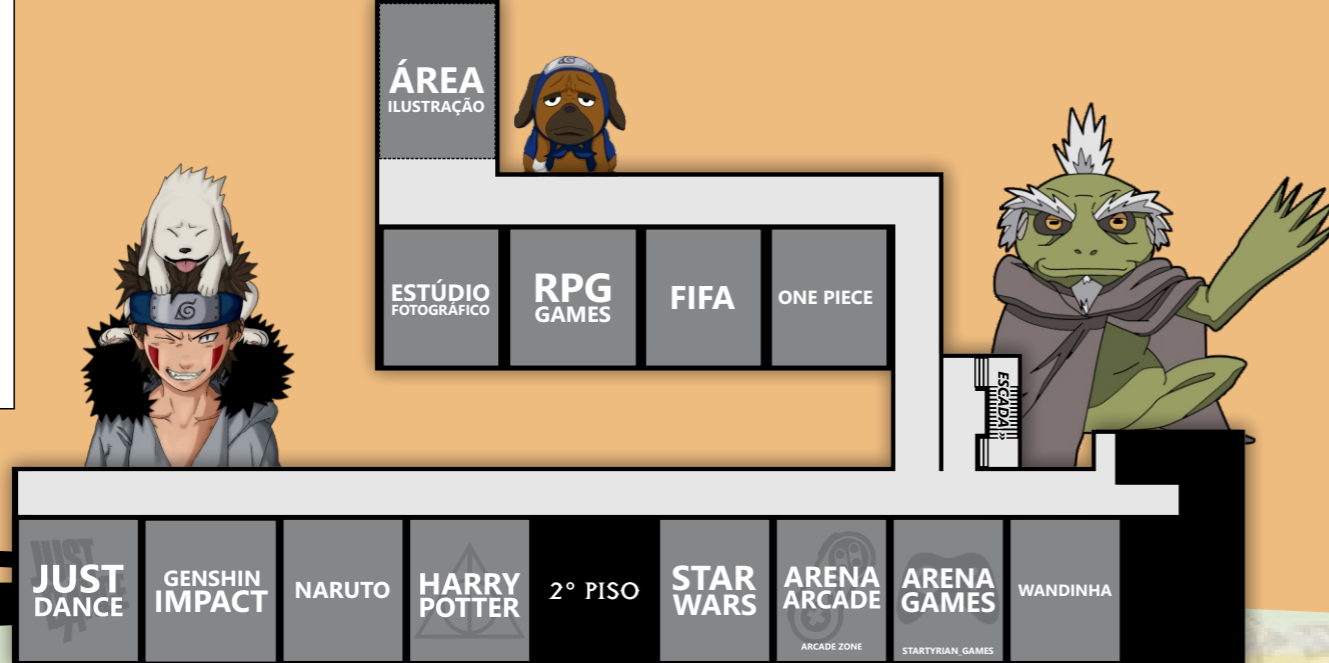 ÁREA
ILUSTRAÇÃO
ESTÚDIO
FOTOGRÁFICO
RPG
GAMES
FIFA
ONE PIECE
ESCADA »
JUST
DANCE
GENSHIN
IMPACT
NARUTO
HARRY
POTTER
2° PISO
STAR
WARS
ARENA
ARCADE
ARCADE ZONE
ARENA
GAMES
STARTYRIAN_GAMES
WANDINHA